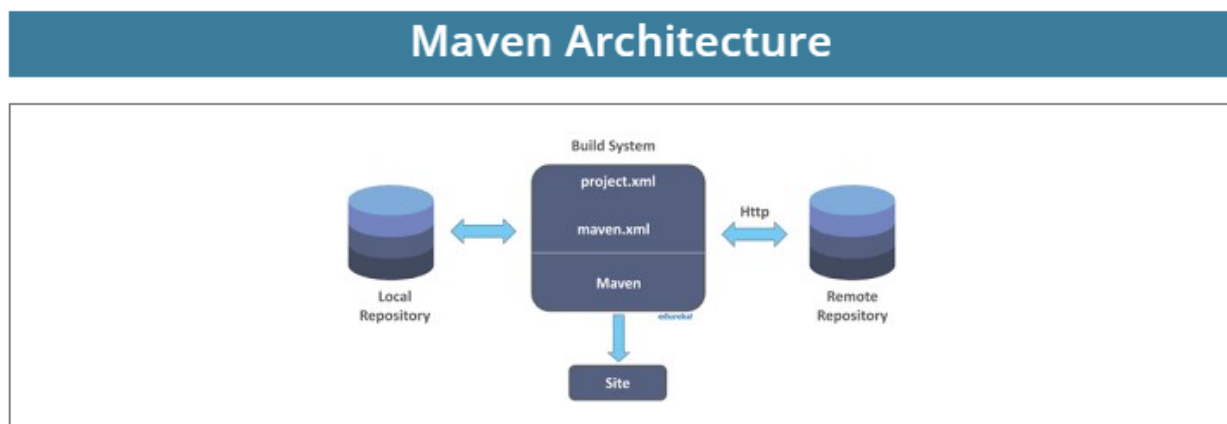 Maven Architecture
Build System
project.xml
maven.xml
Maven
Http
Local
Repository
Remote
Repository
edureka!
Site